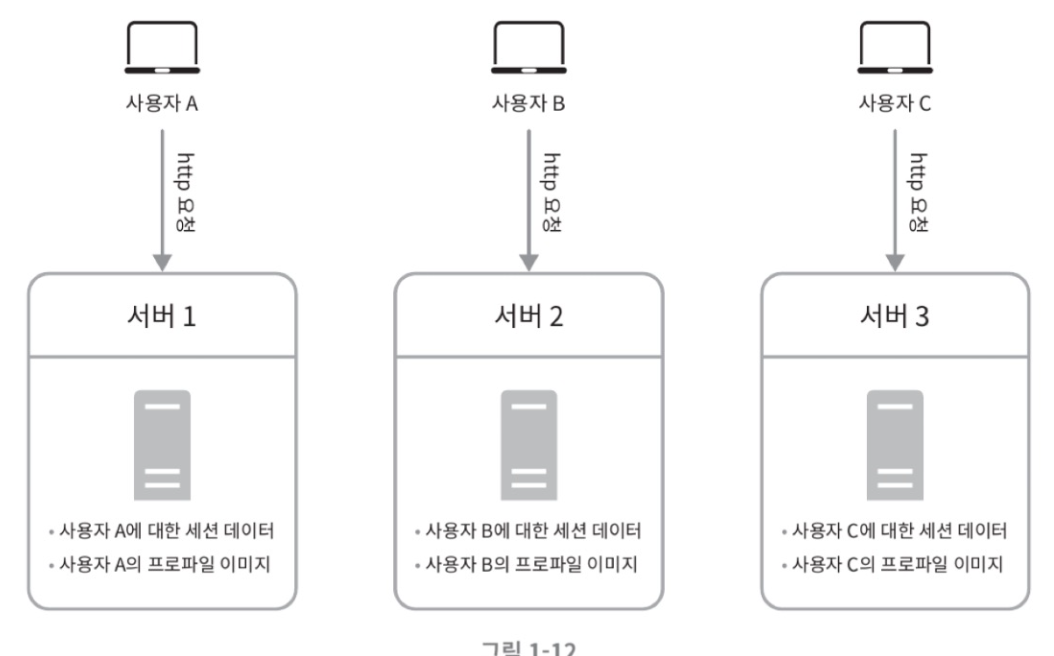 사용자 A
사용자 B
사용자 C
http 요청
http 요청
http 요청
서버 1
서버 2
서버 3
• 사용자 A에 대한 세션 데이터
• 사용자 A의 프로파일 이미지
• 사용자 B에 대한 세션 데이터
• 사용자 B의 프로파일 이미지
• 사용자 C에 대한 세션 데이터
• 사용자 C의 프로파일 이미지
그림 1-12